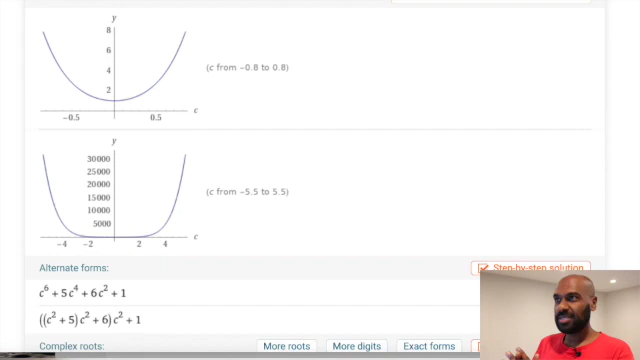 y
8
6
4
2
−0.5 0.5 c
(c from −0.8 to 0.8)
y
30000
25000
20000
15000
10000
5000
−4 −2 2 4 c
(c from −5.5 to 5.5)
Alternate forms:
Step-by-step solution
c⁶ + 5 c⁴ + 6 c² + 1
((c² + 5) c² + 6) c² + 1
Complex roots:
More roots
More digits
Exact forms